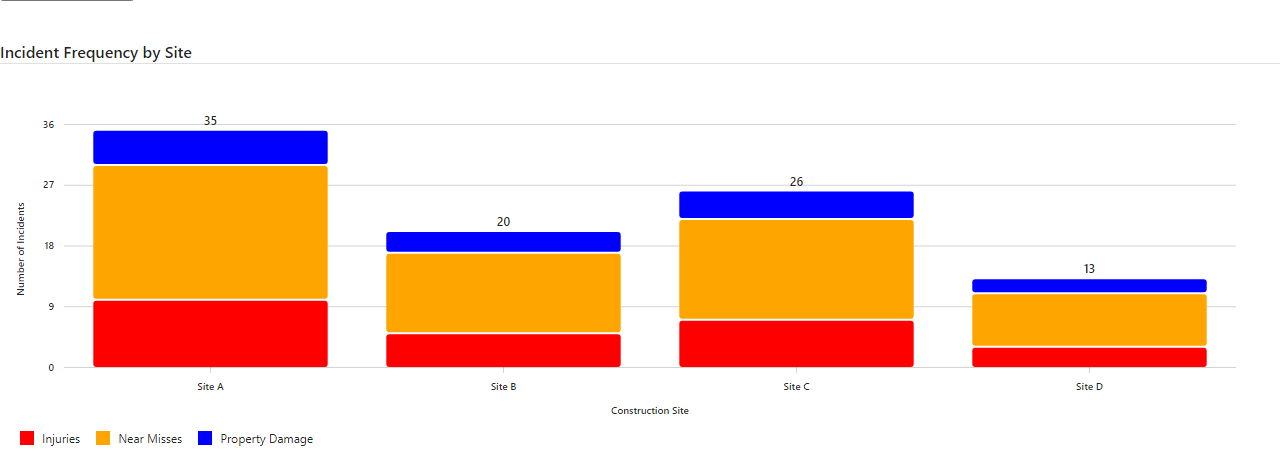 Incident Frequency by Site
35
36
26
27
20
18
13
9
0
Site A Site B Site C Site D
Number of Incidents
Construction Site
Injuries Near Misses Property Damage